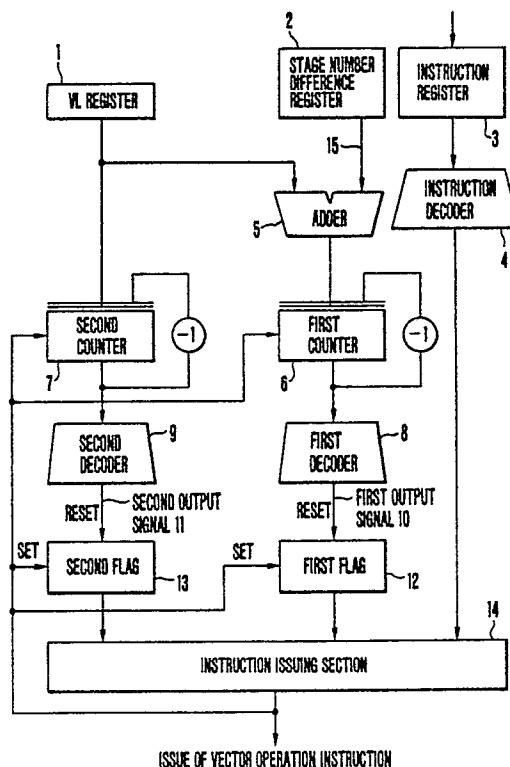 1
VL REGISTER
2
STAGE NUMBER
DIFFERENCE
REGISTER
15
INSTRUCTION
REGISTER
3
INSTRUCTION
DECODER
4
ADDER
5
SECOND
COUNTER
7
-1
FIRST
COUNTER
6
-1
SECOND
DECODER
9
FIRST
DECODER
8
RESET
SECOND OUTPUT
SIGNAL 11
RESET
FIRST OUTPUT
SIGNAL 10
SET
SECOND FLAG
13
SET
FIRST FLAG
12
14
INSTRUCTION ISSUING SECTION
ISSUE OF VECTOR OPERATION INSTRUCTION